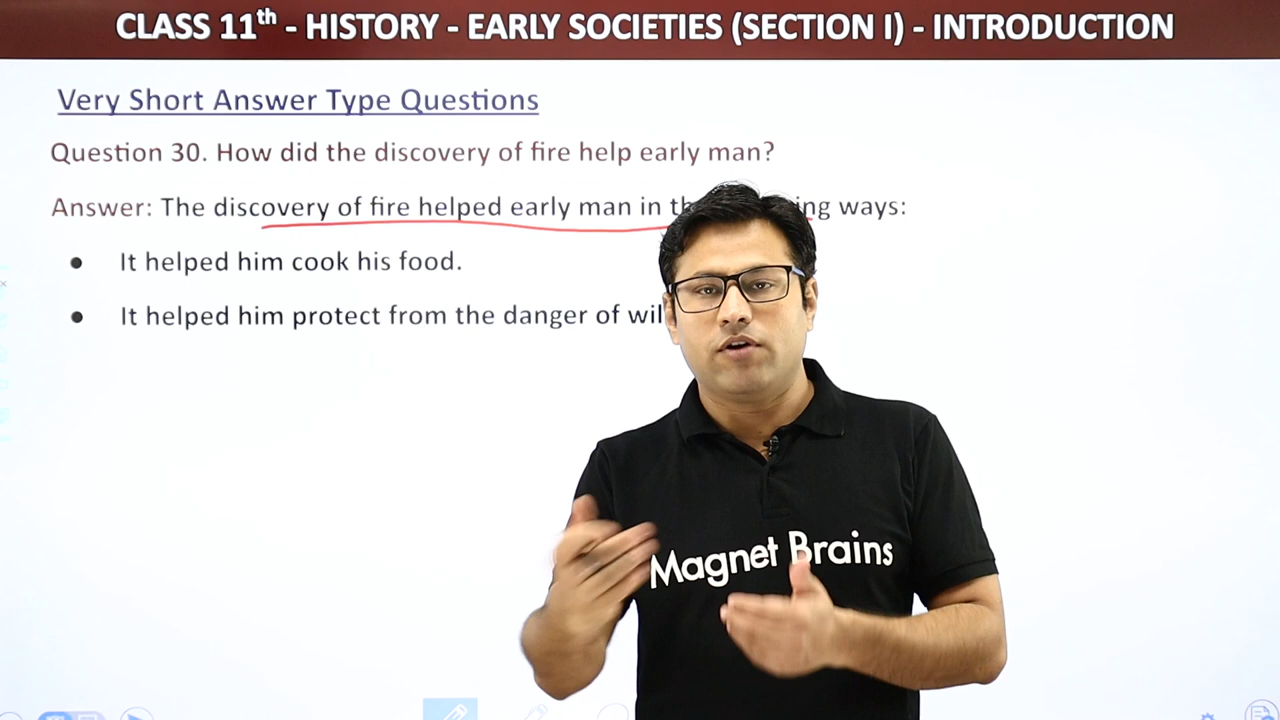 CLASS 11th - HISTORY - EARLY SOCIETIES (SECTION I) - INTRODUCTION
Very Short Answer Type Questions
Question 30. How did the discovery of fire help early man?
Answer: The discovery of fire helped early man in ways:
● It helped him cook his food.
● It helped him protect from the danger of
Magnet Brains